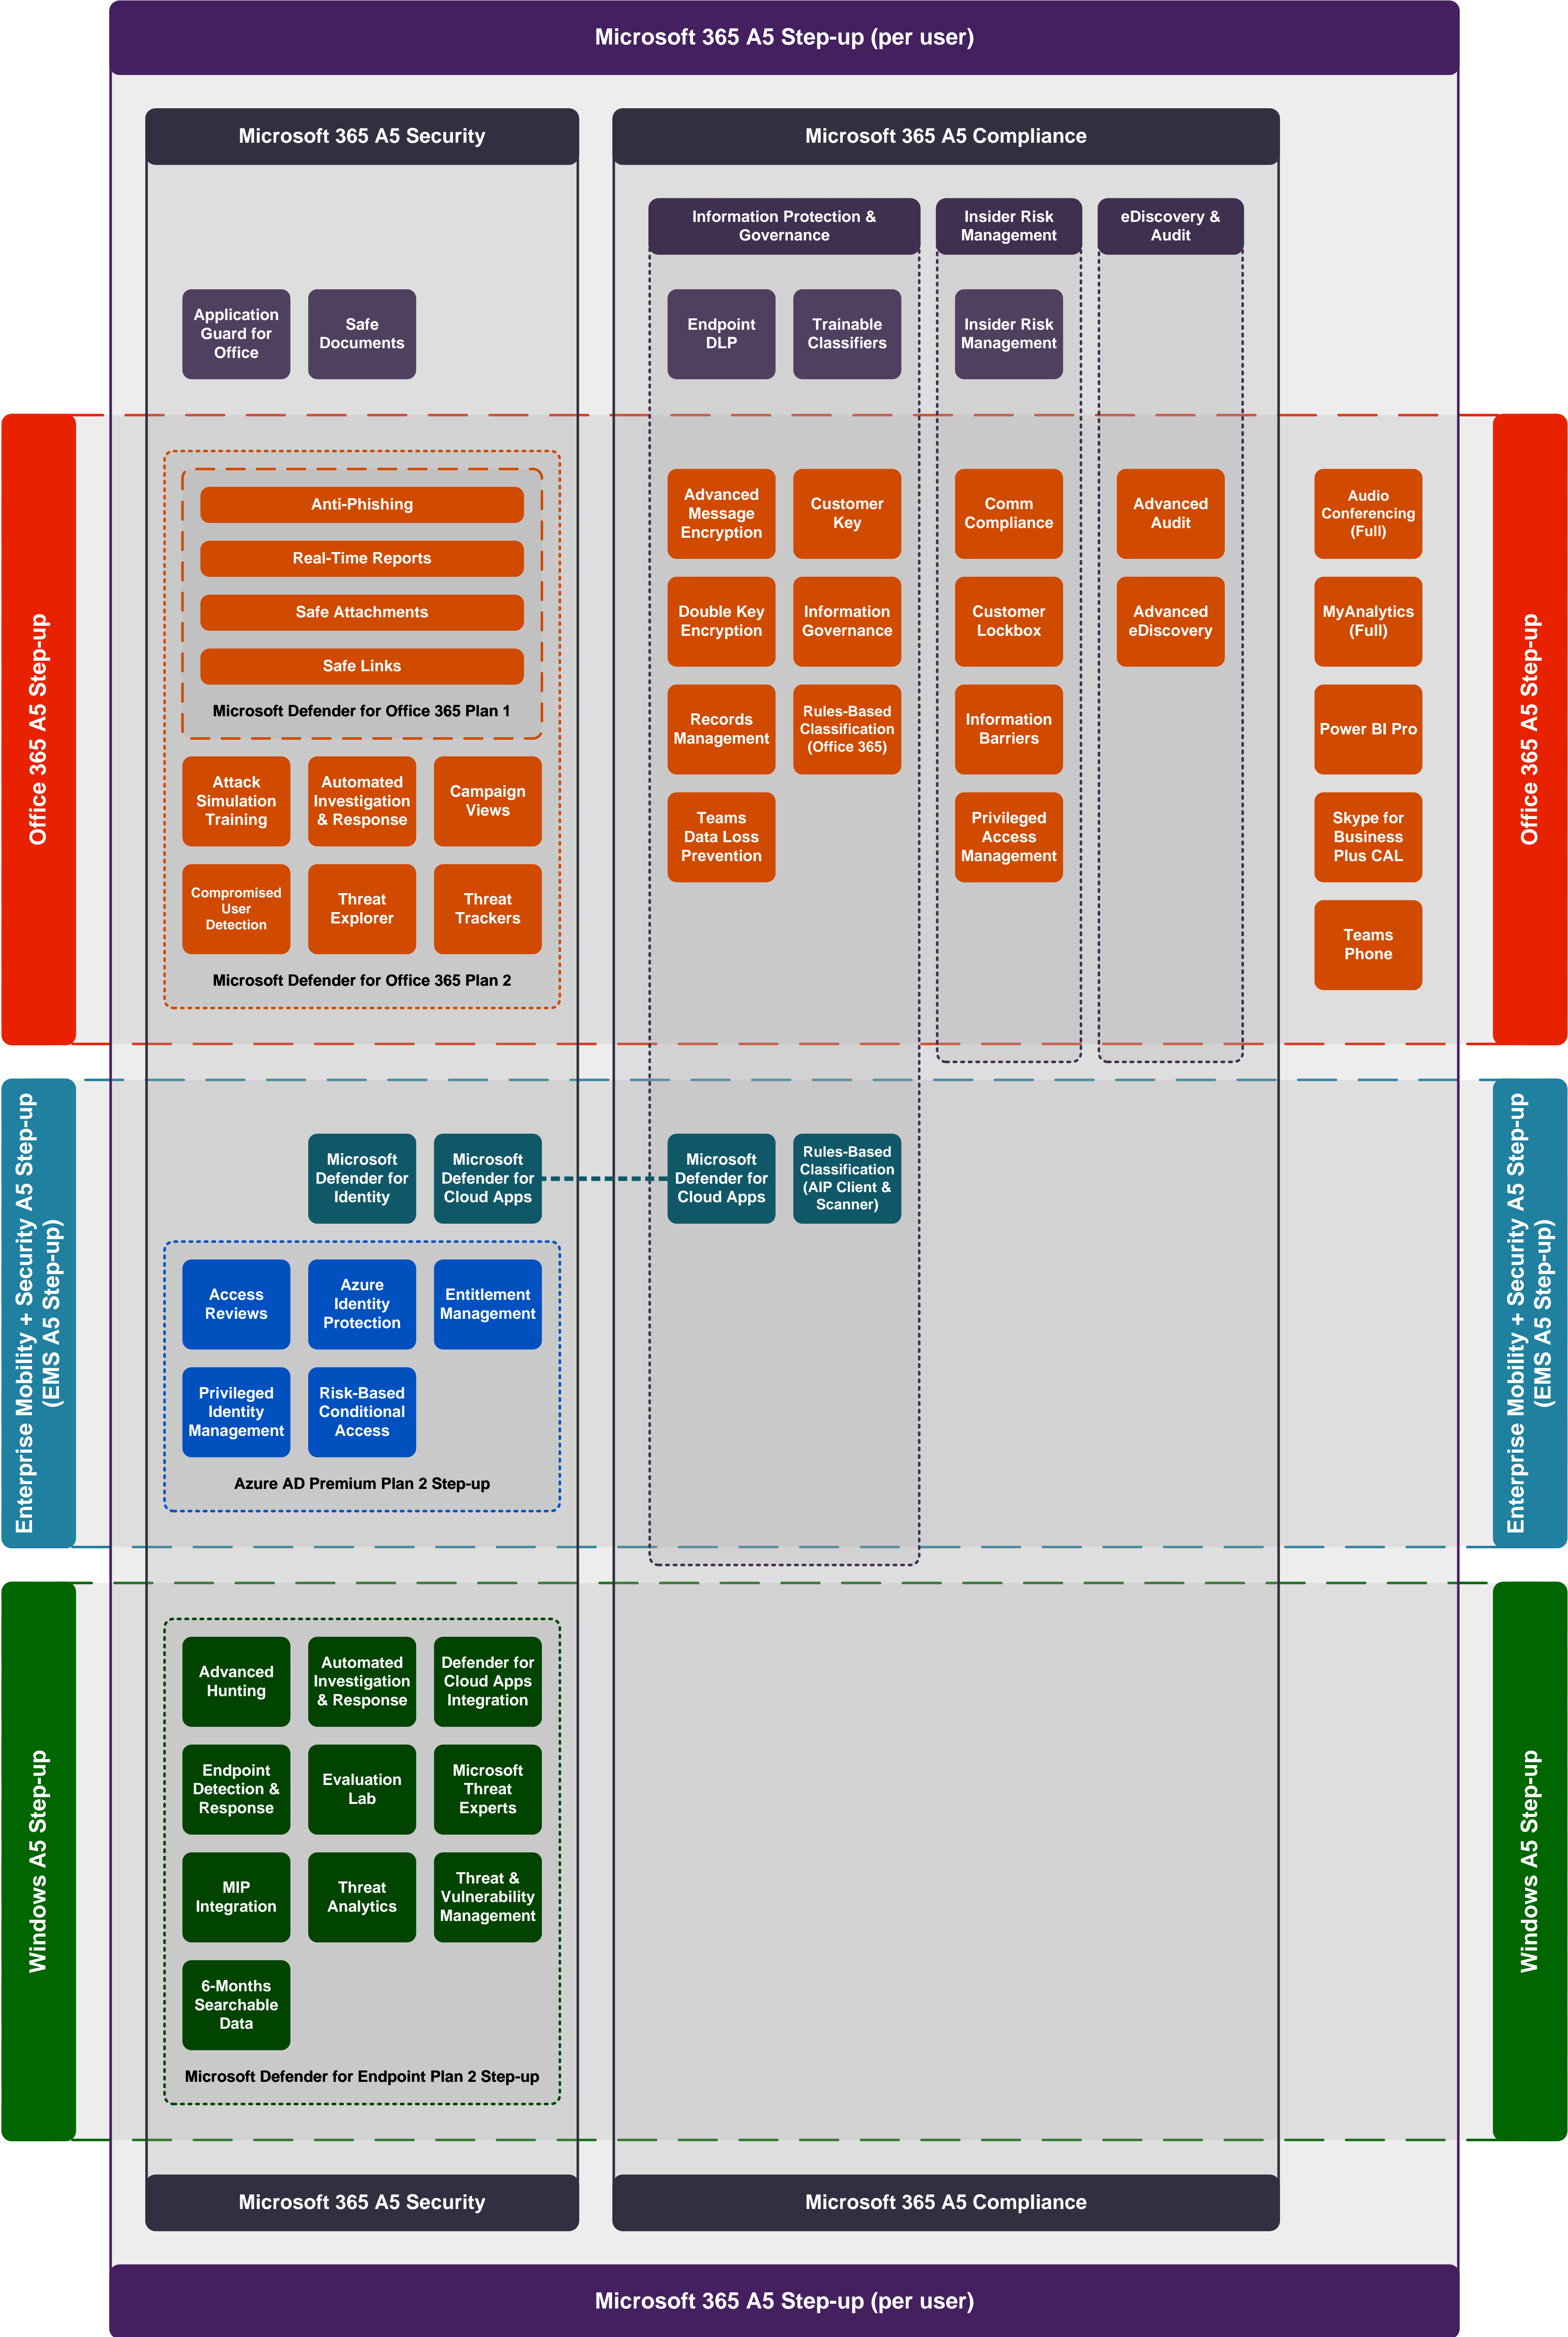 Microsoft 365 A5 Step-up (per user)
Microsoft 365 A5 Security
Microsoft 365 A5 Compliance
Information Protection &
Governance
Insider Risk
Management
eDiscovery &
Audit
Application
Guard for
Office
Safe
Documents
Endpoint
DLP
Trainable
Classifiers
Insider Risk
Management
Office 365 A5 Step-up
Anti-Phishing
Real-Time Reports
Safe Attachments
Safe Links
Microsoft Defender for Office 365 Plan 1
Attack
Simulation
Training
Automated
Investigation
& Response
Campaign
Views
Compromised
User
Detection
Threat
Explorer
Threat
Trackers
Microsoft Defender for Office 365 Plan 2
Advanced
Message
Encryption
Customer
Key
Double Key
Encryption
Information
Governance
Records
Management
Rules-Based
Classification
(Office 365)
Teams
Data Loss
Prevention
Comm
Compliance
Customer
Lockbox
Information
Barriers
Privileged
Access
Management
Advanced
Audit
Advanced
eDiscovery
Audio
Conferencing
(Full)
MyAnalytics
(Full)
Power BI Pro
Skype for
Business
Plus CAL
Teams
Phone
Office 365 A5 Step-up
Enterprise Mobility + Security A5 Step-up
(EMS A5 Step-up)
Microsoft
Defender for
Identity
Microsoft
Defender for
Cloud Apps
Microsoft
Defender for
Cloud Apps
Rules-Based
Classification
(AIP Client &
Scanner)
Access
Reviews
Azure
Identity
Protection
Entitlement
Management
Privileged
Identity
Management
Risk-Based
Conditional
Access
Azure AD Premium Plan 2 Step-up
Enterprise Mobility + Security A5 Step-up
(EMS A5 Step-up)
Windows A5 Step-up
Advanced
Hunting
Automated
Investigation
& Response
Defender for
Cloud Apps
Integration
Endpoint
Detection &
Response
Evaluation
Lab
Microsoft
Threat
Experts
MIP
Integration
Threat
Analytics
Threat &
Vulnerability
Management
6-Months
Searchable
Data
Microsoft Defender for Endpoint Plan 2 Step-up
Windows A5 Step-up
Microsoft 365 A5 Security
Microsoft 365 A5 Compliance
Microsoft 365 A5 Step-up (per user)